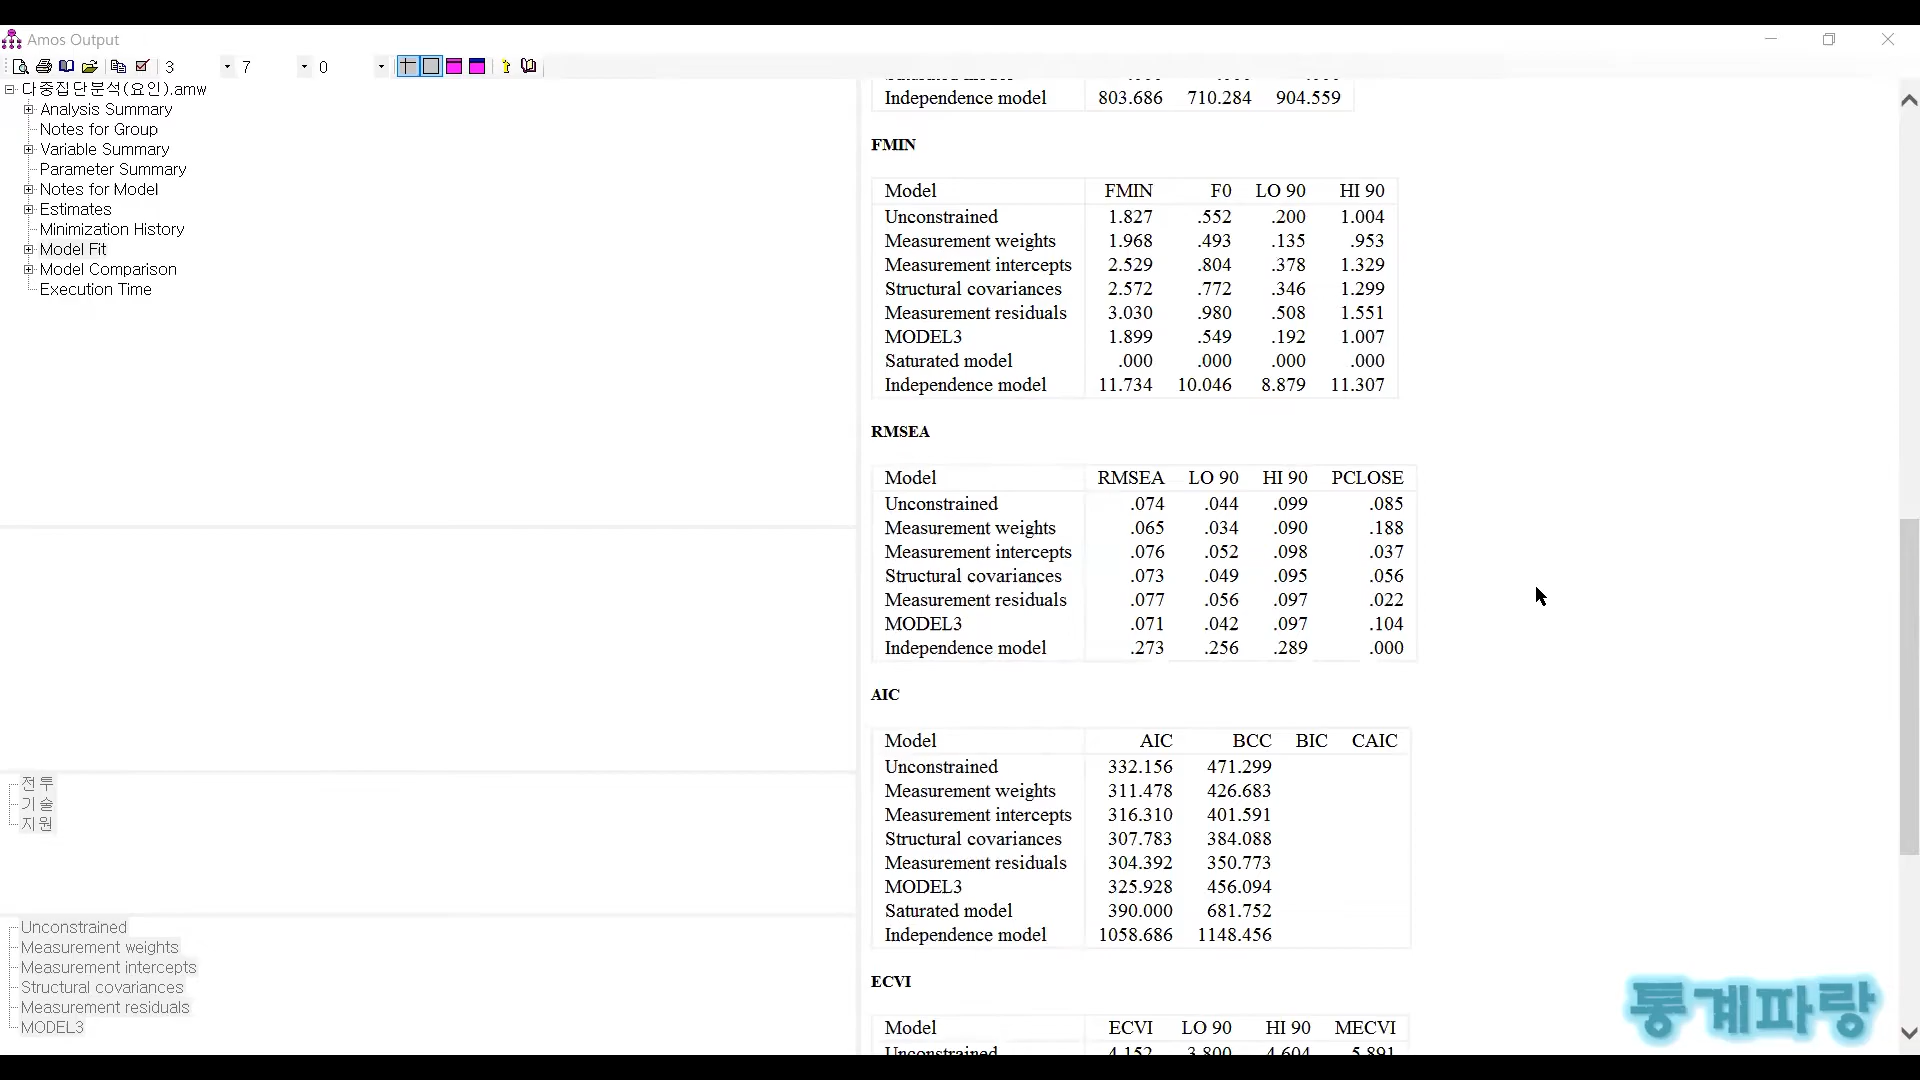 Amos Output
3 7 0
다중집단분석(요인).amw
Analysis Summary
Notes for Group
Variable Summary
Parameter Summary
Notes for Model
Estimates
Minimization History
Model Fit
Model Comparison
Execution Time
전투
기술
지원
Unconstrained
Measurement weights
Measurement intercepts
Structural covariances
Measurement residuals
MODEL3
Independence model 803.686 710.284 904.559
FMIN
Model FMIN F0 LO 90 HI 90
Unconstrained 1.827 .552 .200 1.004
Measurement weights 1.968 .493 .135 .953
Measurement intercepts 2.529 .804 .378 1.329
Structural covariances 2.572 .772 .346 1.299
Measurement residuals 3.030 .980 .508 1.551
MODEL3 1.899 .549 .192 1.007
Saturated model .000 .000 .000 .000
Independence model 11.734 10.046 8.879 11.307
RMSEA
Model RMSEA LO 90 HI 90 PCLOSE
Unconstrained .074 .044 .099 .085
Measurement weights .065 .034 .090 .188
Measurement intercepts .076 .052 .098 .037
Structural covariances .073 .049 .095 .056
Measurement residuals .077 .056 .097 .022
MODEL3 .071 .042 .097 .104
Independence model .273 .256 .289 .000
AIC
Model AIC BCC BIC CAIC
Unconstrained 332.156 471.299
Measurement weights 311.478 426.683
Measurement intercepts 316.310 401.591
Structural covariances 307.783 384.088
Measurement residuals 304.392 350.773
MODEL3 325.928 456.094
Saturated model 390.000 681.752
Independence model 1058.686 1148.456
ECVI
Model ECVI LO 90 HI 90 MECVI
Unconstrained 4.152 3.800 4.604 5.891
통계파랑